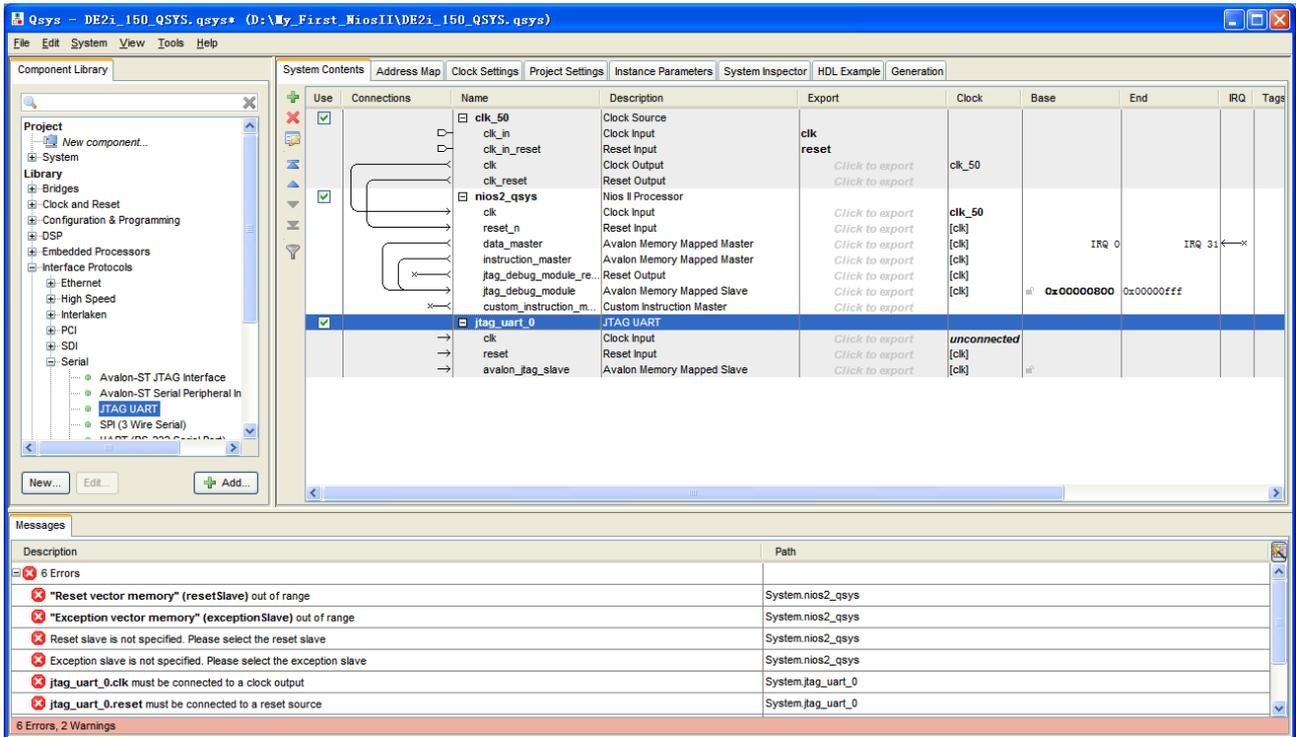 Qsys - DE2i_150_QSYS.qsys* (D:\My_First_NiosII\DE2i_150_QSYS.qsys)
File Edit System View Tools Help
Component Library
Project
New component...
System
Library
Bridges
Clock and Reset
Configuration & Programming
DSP
Embedded Processors
Interface Protocols
Ethernet
High Speed
Interlaken
PCI
SDI
Serial
Avalon-ST JTAG Interface
Avalon-ST Serial Peripheral In
JTAG UART
SPI (3 Wire Serial)
UART (RS-232 Serial Port)
New... Edit... Add...
System Contents Address Map Clock Settings Project Settings Instance Parameters System Inspector HDL Example Generation
Use Connections Name Description Export Clock Base End IRQ Tags
clk_50 Clock Source
clk_in Clock Input clk
clk_in_reset Reset Input reset
clk Clock Output Click to export clk_50
clk_reset Reset Output Click to export
nios2_qsys Nios II Processor
clk Clock Input Click to export clk_50
reset_n Reset Input Click to export [clk]
data_master Avalon Memory Mapped Master Click to export [clk] IRQ 0 IRQ 31
instruction_master Avalon Memory Mapped Master Click to export [clk]
jtag_debug_module_re... Reset Output Click to export [clk]
jtag_debug_module Avalon Memory Mapped Slave Click to export [clk] 0x00000800 0x00000fff
custom_instruction_m... Custom Instruction Master Click to export
jtag_uart_0 JTAG UART
clk Clock Input Click to export unconnected
reset Reset Input Click to export [clk]
avalon_jtag_slave Avalon Memory Mapped Slave Click to export [clk]
Messages
Description Path
6 Errors
"Reset vector memory" (resetSlave) out of range System.nios2_qsys
"Exception vector memory" (exceptionSlave) out of range System.nios2_qsys
Reset slave is not specified. Please select the reset slave System.nios2_qsys
Exception slave is not specified. Please select the exception slave System.nios2_qsys
jtag_uart_0.clk must be connected to a clock output System.jtag_uart_0
jtag_uart_0.reset must be connected to a reset source System.jtag_uart_0
6 Errors, 2 Warnings